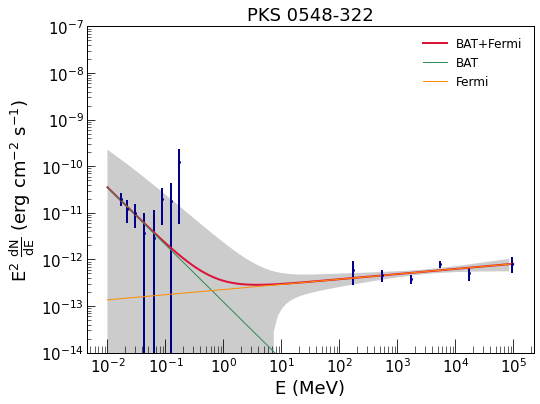 PKS 0548-322
BAT+Fermi
BAT
Fermi
E² dN/dE (erg cm⁻² s⁻¹)
10⁻⁷
10⁻⁸
10⁻⁹
10⁻¹⁰
10⁻¹¹
10⁻¹²
10⁻¹³
10⁻¹⁴
10⁻² 10⁻¹ 10⁰ 10¹ 10² 10³ 10⁴ 10⁵
E (MeV)